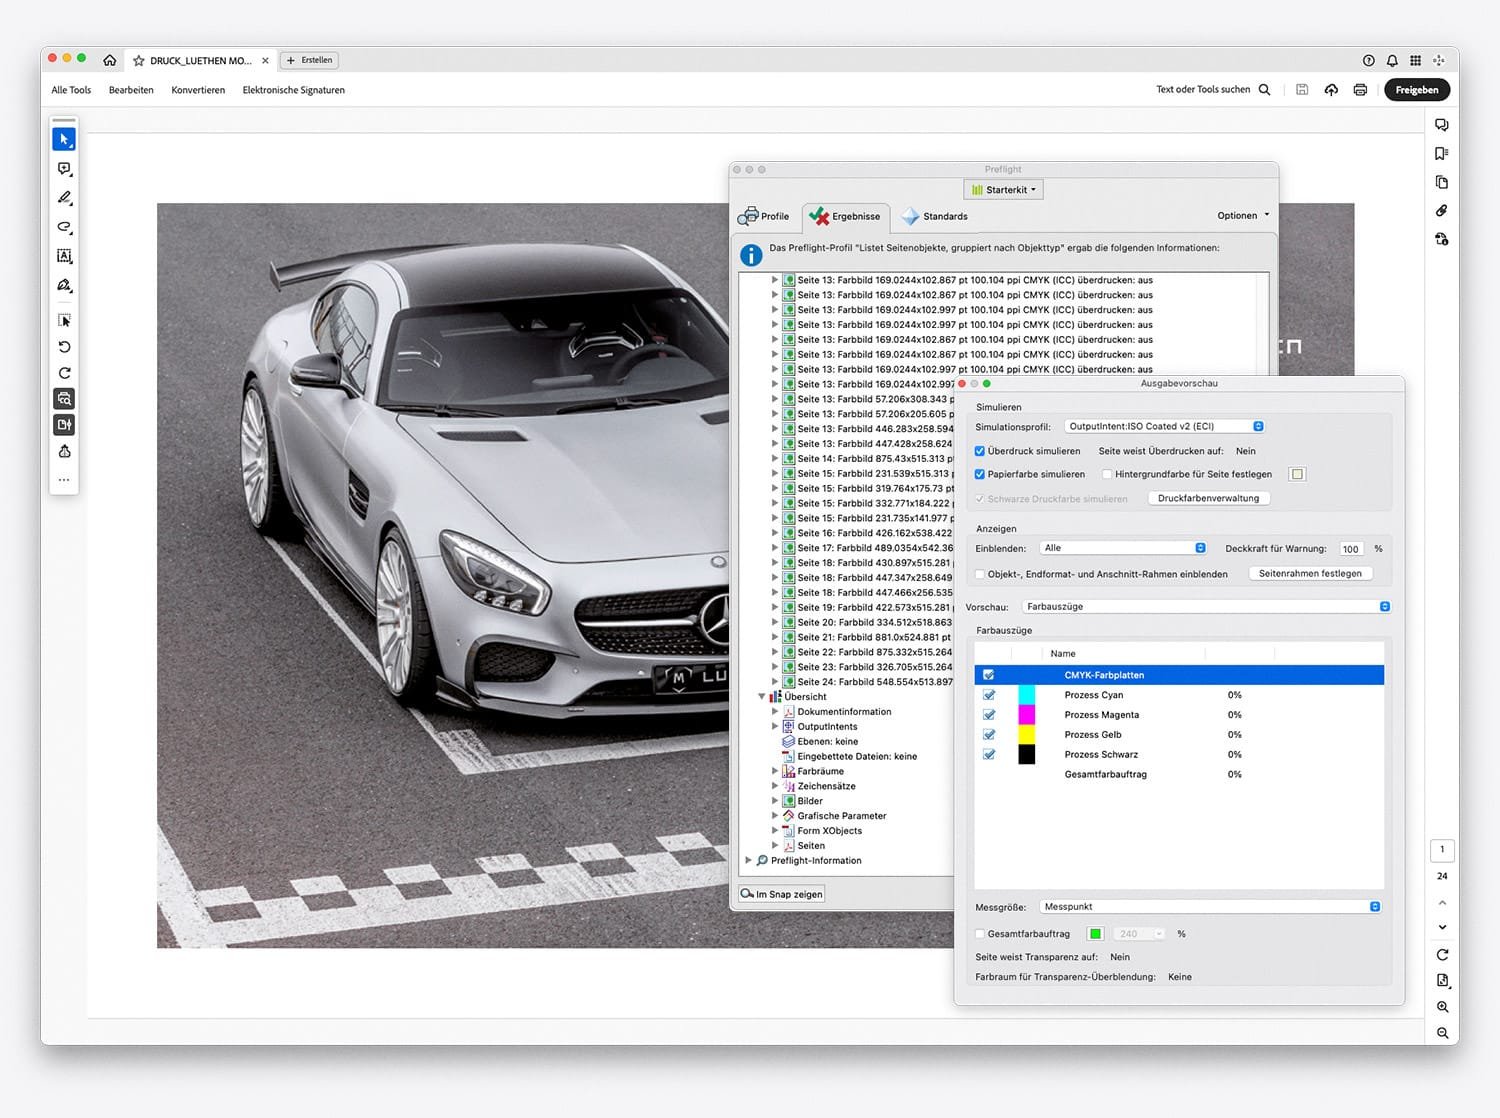 DRUCK_LUETHEN MO...
Erstellen
Alle Tools
Bearbeiten
Konvertieren
Elektronische Signaturen
Text oder Tools suchen
Freigeben
Preflight
Starterkit
Profile
Ergebnisse
Standards
Optionen
Das Preflight-Profil "Listet Seitenobjekte, gruppiert nach Objekttyp" ergab die folgenden Informationen:
Seite 13: Farbbild 169.0244x102.867 pt 100.104 ppi CMYK (ICC) überdrucken: aus
Seite 13: Farbbild 169.0244x102.867 pt 100.104 ppi CMYK (ICC) überdrucken: aus
Seite 13: Farbbild 169.0244x102.997 pt 100.104 ppi CMYK (ICC) überdrucken: aus
Seite 13: Farbbild 169.0244x102.997 pt 100.104 ppi CMYK (ICC) überdrucken: aus
Seite 13: Farbbild 169.0244x102.867 pt 100.104 ppi CMYK (ICC) überdrucken: aus
Seite 13: Farbbild 169.0244x102.867 pt 100.104 ppi CMYK (ICC) überdrucken: aus
Seite 13: Farbbild 169.0244x102.997 pt 100.104 ppi CMYK (ICC) überdrucken: aus
Seite 13: Farbbild 169.0244x102.997
Seite 13: Farbbild 57.206x308.343 p
Seite 13: Farbbild 57.206x205.605 p
Seite 13: Farbbild 446.283x258.594
Seite 13: Farbbild 447.428x258.624
Seite 14: Farbbild 875.43x515.313 pt
Seite 15: Farbbild 231.539x515.313 p
Seite 15: Farbbild 319.764x175.73 pt
Seite 15: Farbbild 332.771x184.222 p
Seite 15: Farbbild 231.735x141.977 p
Seite 16: Farbbild 426.162x538.422
Seite 17: Farbbild 489.0354x542.36
Seite 18: Farbbild 430.897x515.281 p
Seite 18: Farbbild 447.347x258.649
Seite 18: Farbbild 447.466x256.535
Seite 19: Farbbild 422.573x515.281 p
Seite 20: Farbbild 334.512x518.863
Seite 21: Farbbild 881.0x524.881 pt
Seite 22: Farbbild 875.332x515.264
Seite 23: Farbbild 326.705x515.264
Seite 24: Farbbild 548.554x513.897
Übersicht
Dokumentinformation
OutputIntents
Ebenen: keine
Eingebettete Dateien: keine
Farbräume
Zeichensätze
Bilder
Grafische Parameter
Form XObjects
Seiten
Preflight-Information
Im Snap zeigen
Ausgabevorschau
Simulieren
Simulationsprofil: OutputIntent:ISO Coated v2 (ECI)
Überdruck simulieren Seite weist Überdrucken auf: Nein
Papierfarbe simulieren Hintergrundfarbe für Seite festlegen
Schwarze Druckfarbe simulieren Druckfarbenverwaltung
Anzeigen
Einblenden: Alle Deckkraft für Warnung: 100 %
Objekt-, Endformat- und Anschnitt-Rahmen einblenden Seitenrahmen festlegen
Vorschau: Farbauszüge
Farbauszüge
Name
CMYK-Farbplatten
Prozess Cyan 0%
Prozess Magenta 0%
Prozess Gelb 0%
Prozess Schwarz 0%
Gesamtfarbauftrag 0%
Messgröße: Messpunkt
Gesamtfarbauftrag 240 %
Seite weist Transparenz auf: Nein
Farbraum für Transparenz-Überblendung: Keine
1
24